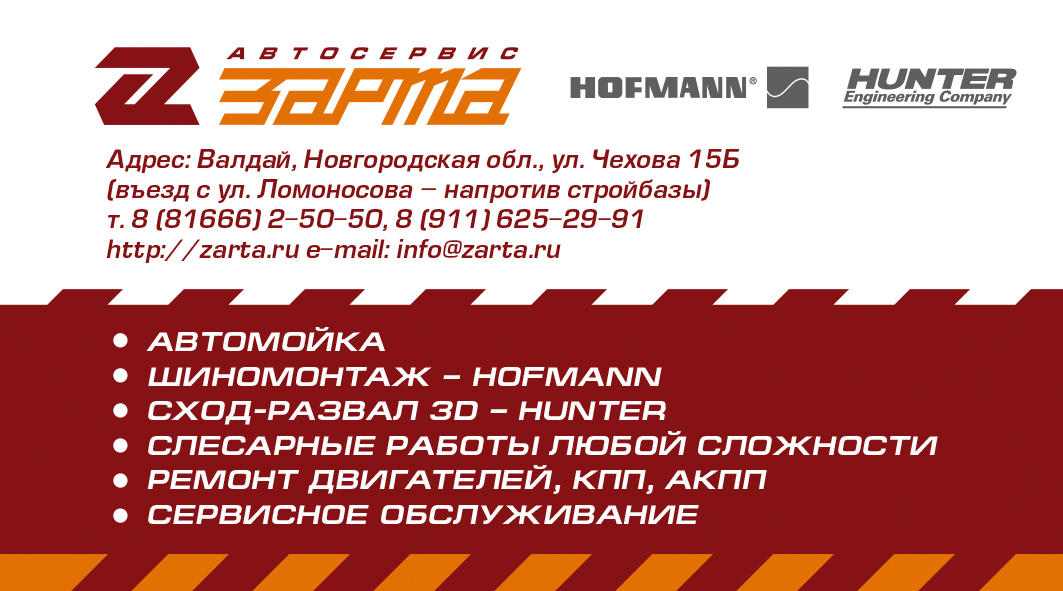 АВТОСЕРВИС
ЗАРТА
HOFMANN®
HUNTER
Engineering Company
Адрес: Валдай, Новгородская обл., ул. Чехова 15Б
(въезд с ул. Ломоносова – напротив стройбазы)
т. 8 (81666) 2-50-50, 8 (911) 625-29-91
http://zarta.ru e-mail: info@zarta.ru
• АВТОМОЙКА
• ШИНОМОНТАЖ – HOFMANN
• СХОД-РАЗВАЛ 3D – HUNTER
• СЛЕСАРНЫЕ РАБОТЫ ЛЮБОЙ СЛОЖНОСТИ
• РЕМОНТ ДВИГАТЕЛЕЙ, КПП, АКПП
• СЕРВИСНОЕ ОБСЛУЖИВАНИЕ